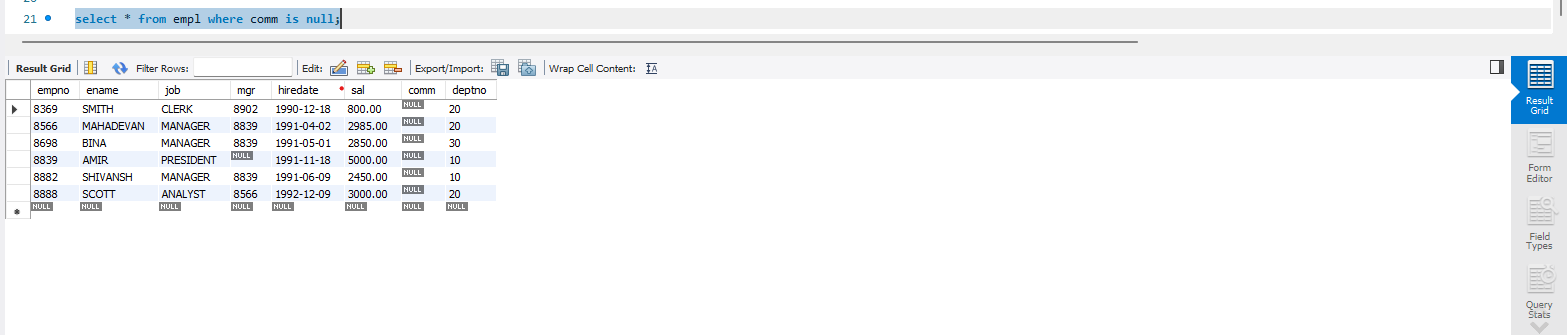 21 select * from empl where comm is null;
Result Grid Filter Rows: Edit: Export/Import: Wrap Cell Content:
empno ename job mgr hiredate sal comm deptno
8369 SMITH CLERK 8902 1990-12-18 800.00 NULL 20
8566 MAHADEVAN MANAGER 8839 1991-04-02 2985.00 NULL 20
8698 BINA MANAGER 8839 1991-05-01 2850.00 NULL 30
8839 AMIR PRESIDENT NULL 1991-11-18 5000.00 NULL 10
8882 SHIVANSH MANAGER 8839 1991-06-09 2450.00 NULL 10
8888 SCOTT ANALYST 8566 1992-12-09 3000.00 NULL 20
NULL NULL NULL NULL NULL NULL NULL NULL
Result
Grid
Form
Editor
Field
Types
Query
Stats